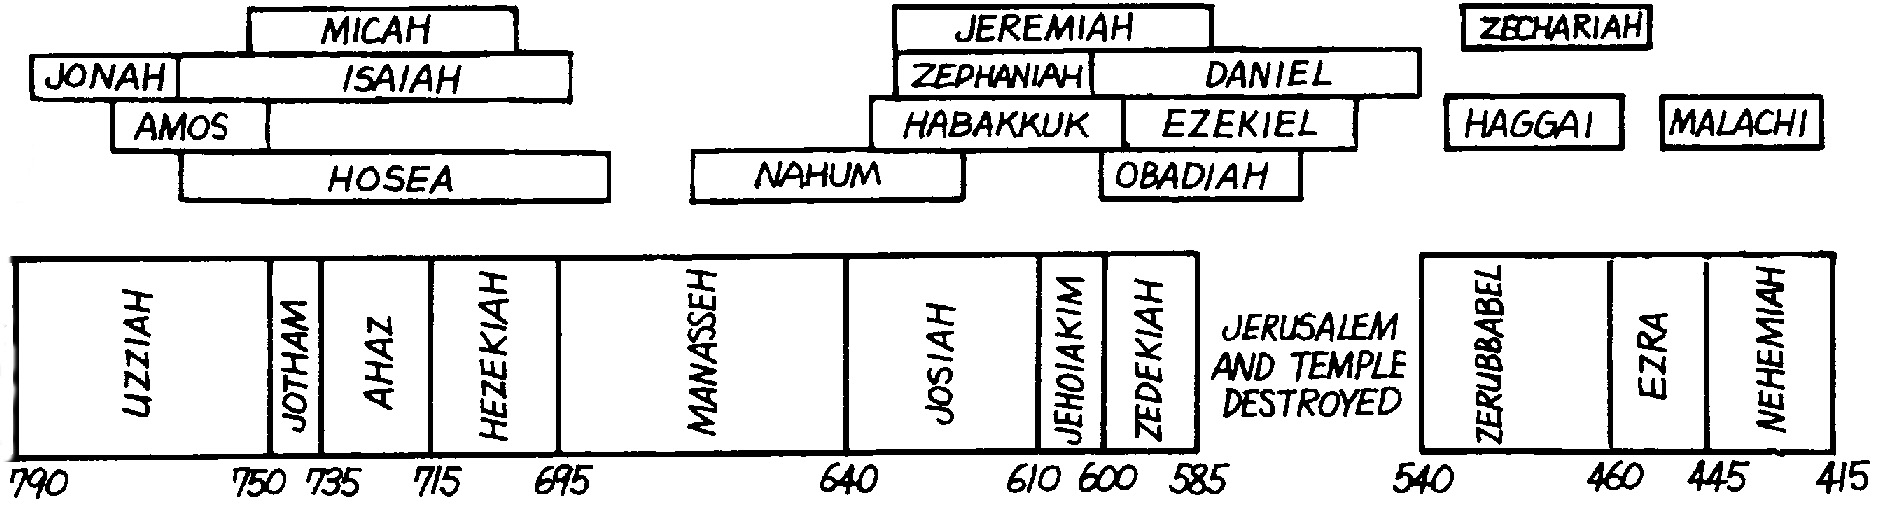 MICAH JEREMIAH ZECHARIAH
JONAH ISAIAH ZEPHANIAH DANIEL
AMOS HABAKKUK EZEKIEL HAGGAI MALACHI
HOSEA NAHUM OBADIAH
UZZIAH
JOTHAM
AHAZ
HEZEKIAH
MANASSEH
JOSIAH
JEHOIAKIM
ZEDEKIAH
JERUSALEM
AND TEMPLE
DESTROYED
ZERUBBABEL
EZRA
NEHEMIAH
790 750 735 715 695 640 610 600 585 540 460 445 415